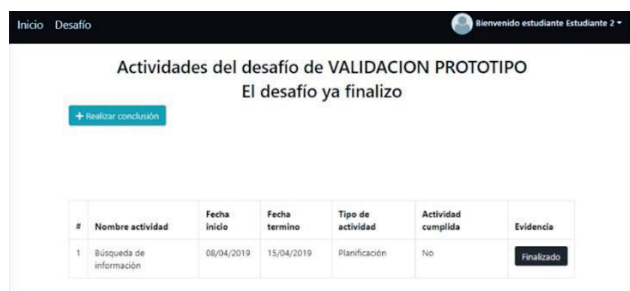 Inicio Desafío Bienvenido estudiante Estudiante 2
Actividades del desafío de VALIDACION PROTOTIPO
El desafío ya finalizo
+ Realizar conclusión
# Nombre actividad Fecha inicio Fecha termino Tipo de actividad Actividad cumplida Evidencia
1 Búsqueda de información 08/04/2019 15/04/2019 Planificación No Finalizado